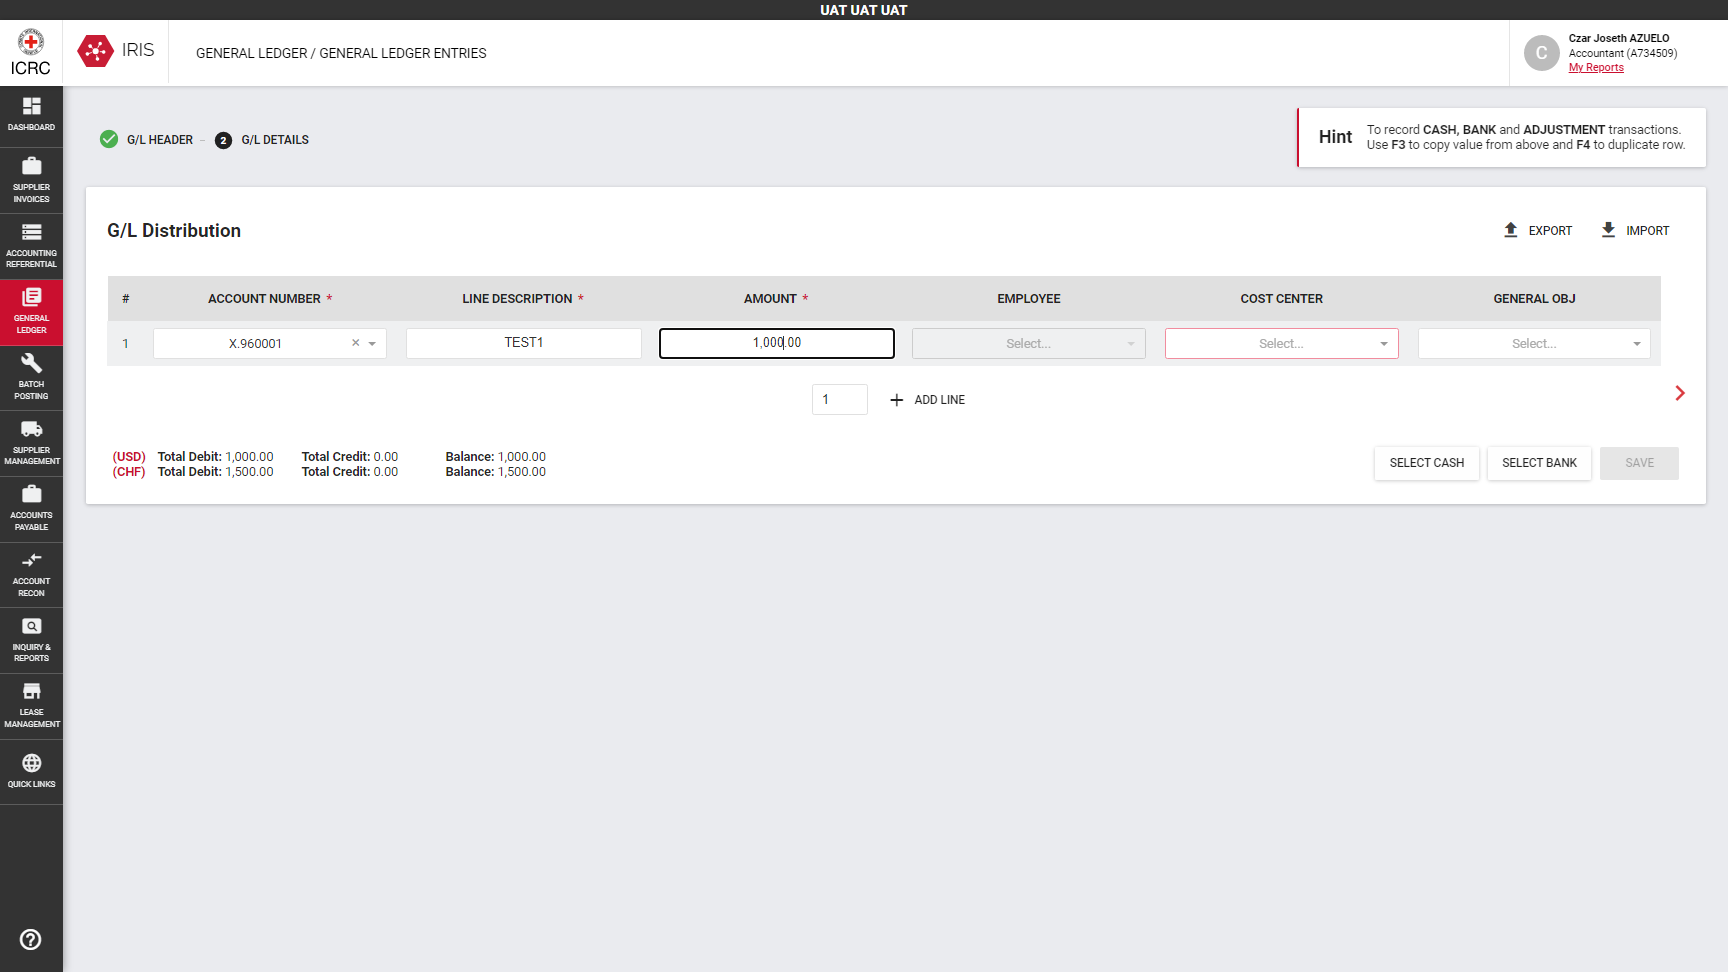 UAT UAT UAT
ICRC
IRIS
GENERAL LEDGER / GENERAL LEDGER ENTRIES
C
Czar Joseth AZUELO
Accountant (A734509)
My Reports
DASHBOARD
SUPPLIER
INVOICES
ACCOUNTING
REFERENTIAL
GENERAL
LEDGER
BATCH
POSTING
SUPPLIER
MANAGEMENT
ACCOUNTS
PAYABLE
ACCOUNT
RECON
INQUIRY &
REPORTS
LEASE
MANAGEMENT
QUICK LINKS
G/L HEADER – 2 G/L DETAILS
Hint
To record CASH, BANK and ADJUSTMENT transactions.
Use F3 to copy value from above and F4 to duplicate row.
G/L Distribution
EXPORT IMPORT
# ACCOUNT NUMBER * LINE DESCRIPTION * AMOUNT * EMPLOYEE COST CENTER GENERAL OBJ
1 X.960001 × TEST1 1,000.00 Select... Select... Select...
1 + ADD LINE
(USD) Total Debit: 1,000.00 Total Credit: 0.00 Balance: 1,000.00
(CHF) Total Debit: 1,500.00 Total Credit: 0.00 Balance: 1,500.00
SELECT CASH SELECT BANK SAVE